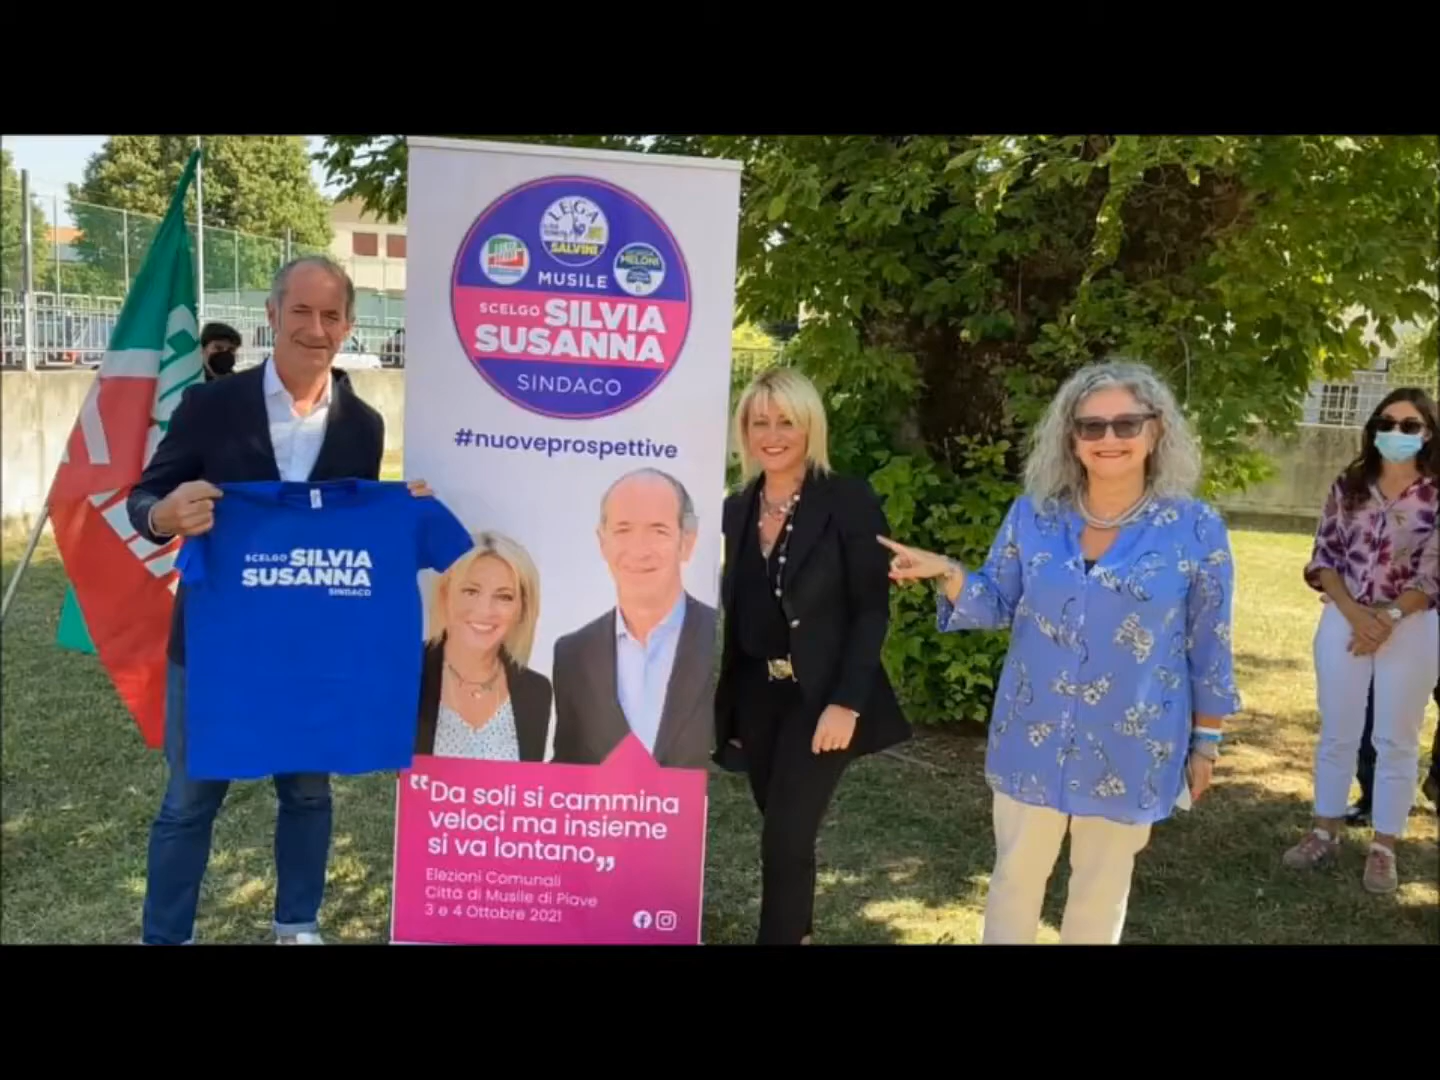 LEGA
SALVINI
MELONI
MUSILE
SCELGO SILVIA
SUSANNA
SINDACO
#nuoveprospettive
SCELGO SILVIA
SUSANNA
SINDACO
“Da soli si cammina
veloci ma insieme
si va lontano„
Elezioni Comunali
Città di Musile di Piave
3 e 4 Ottobre 2021